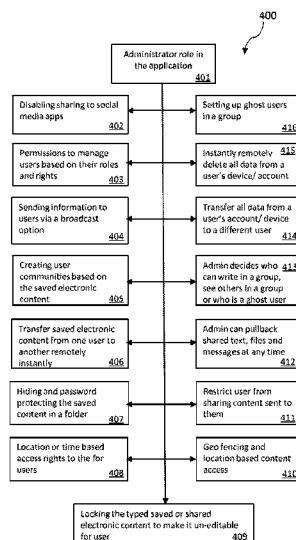 400
Administrator role in
the application
401
Disabling sharing to social
media apps
402
Setting up ghost users
in a group
416
Permissions to manage
users based on their roles
and rights
403
Instantly remotely
415
delete all data from a
user's device/ account
Sending information to
users via a broadcast
option
404
Transfer all data from
a user's account/ device
to a different user
414
Creating user
communities based on
the saved electronic
content
405
Admin decides who
413
can write in a group,
see others in a group
or who is a ghost user
Transfer saved electronic
content from one user to
another remotely
instantly
406
Admin can pullback
shared text, files and
messages at any time
412
Hiding and password
protecting the saved
content in a folder
407
Restrict user from
sharing content sent to
them
411
Location or time based
access rights to the for
users
408
Geo fencing and
location based content
access
410
Locking the typed saved or shared
electronic content to make it un-editable
for user
409